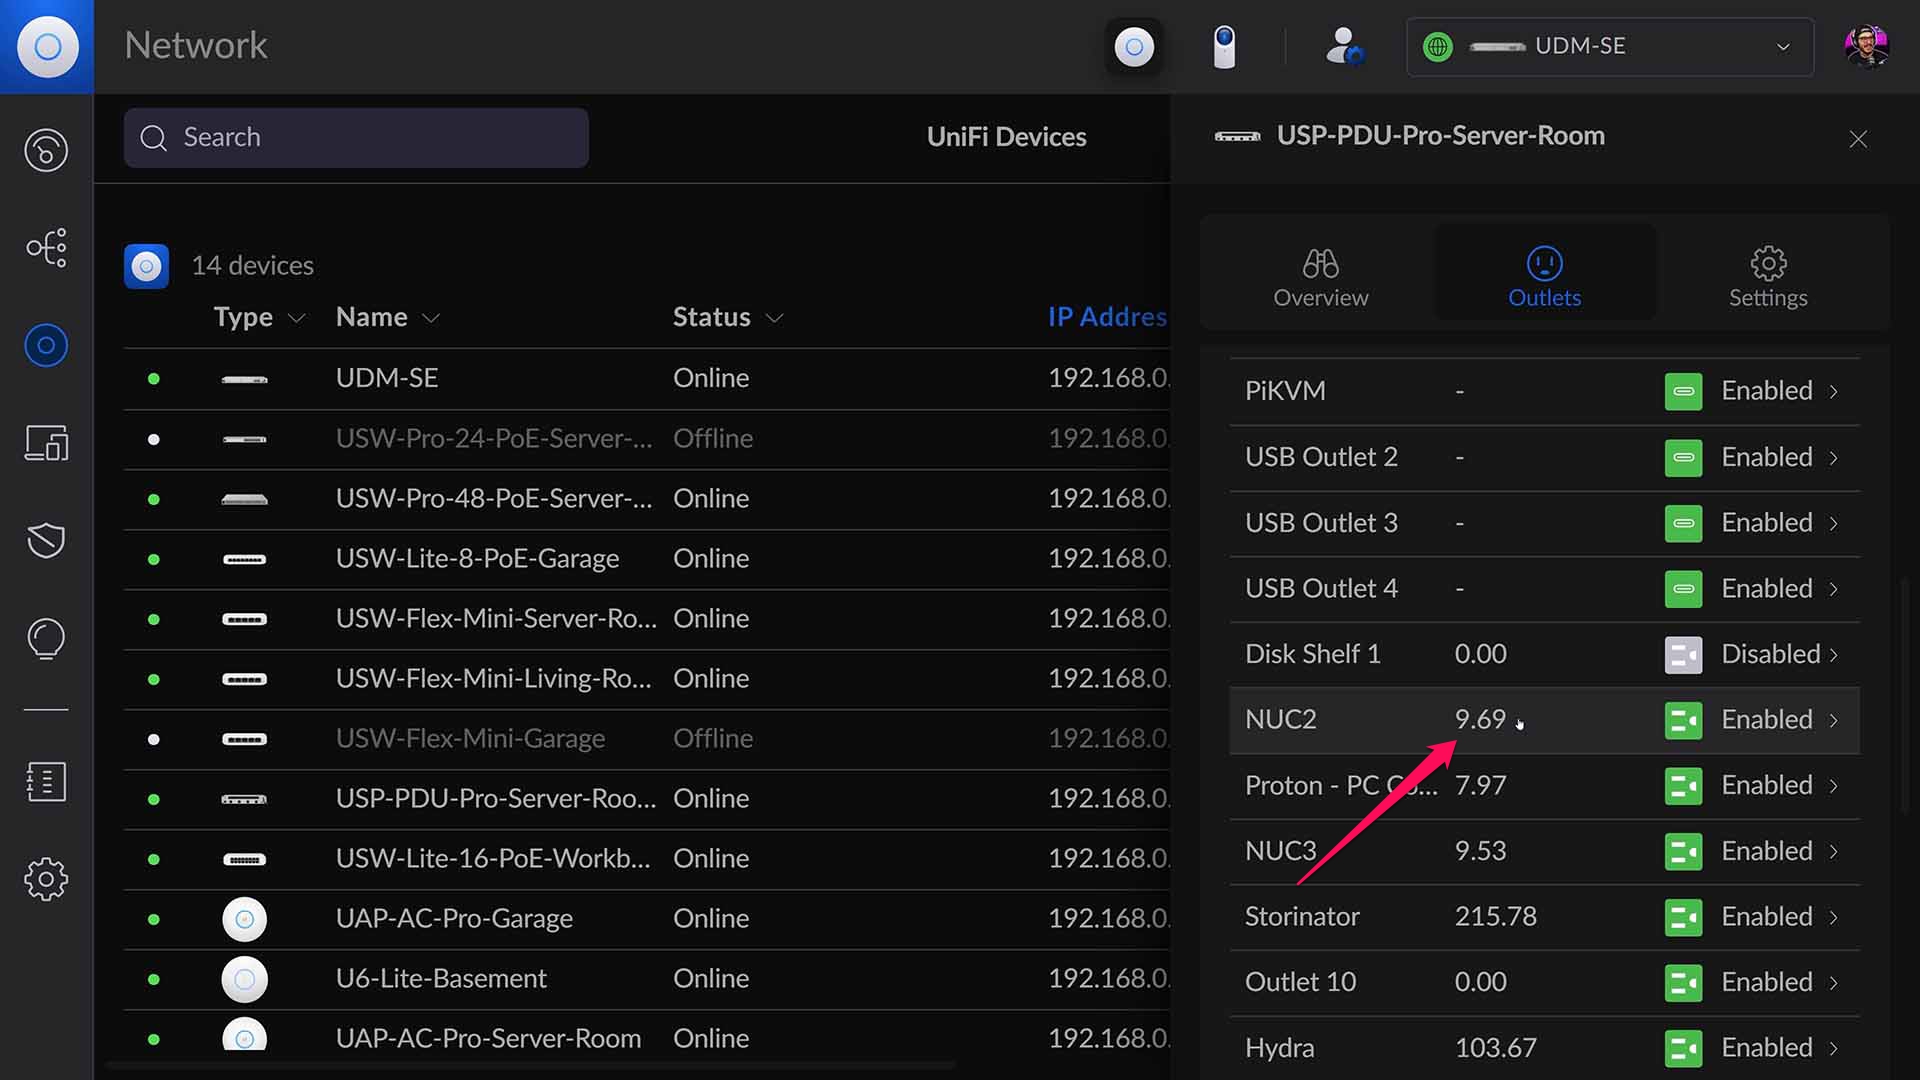 Network
UDM-SE
Search
UniFi Devices
USP-PDU-Pro-Server-Room
Overview
Outlets
Settings
14 devices
Type Name Status IP Addres
UDM-SE Online 192.168.0.
USW-Pro-24-PoE-Server-... Offline 192.168.0.
USW-Pro-48-PoE-Server-... Online 192.168.0.
USW-Lite-8-PoE-Garage Online 192.168.0.
USW-Flex-Mini-Server-Ro... Online 192.168.0.
USW-Flex-Mini-Living-Ro... Online 192.168.0.
USW-Flex-Mini-Garage Offline 192.168.0.
USP-PDU-Pro-Server-Roo... Online 192.168.0.
USW-Lite-16-PoE-Workb... Online 192.168.0.
UAP-AC-Pro-Garage Online 192.168.0.
U6-Lite-Basement Online 192.168.0.
UAP-AC-Pro-Server-Room Online 192.168.0.
PiKVM - Enabled
USB Outlet 2 - Enabled
USB Outlet 3 - Enabled
USB Outlet 4 - Enabled
Disk Shelf 1 0.00 Disabled
NUC2 9.69 Enabled
Proton - PC 7.97 Enabled
NUC3 9.53 Enabled
Storinator 215.78 Enabled
Outlet 10 0.00 Enabled
Hydra 103.67 Enabled